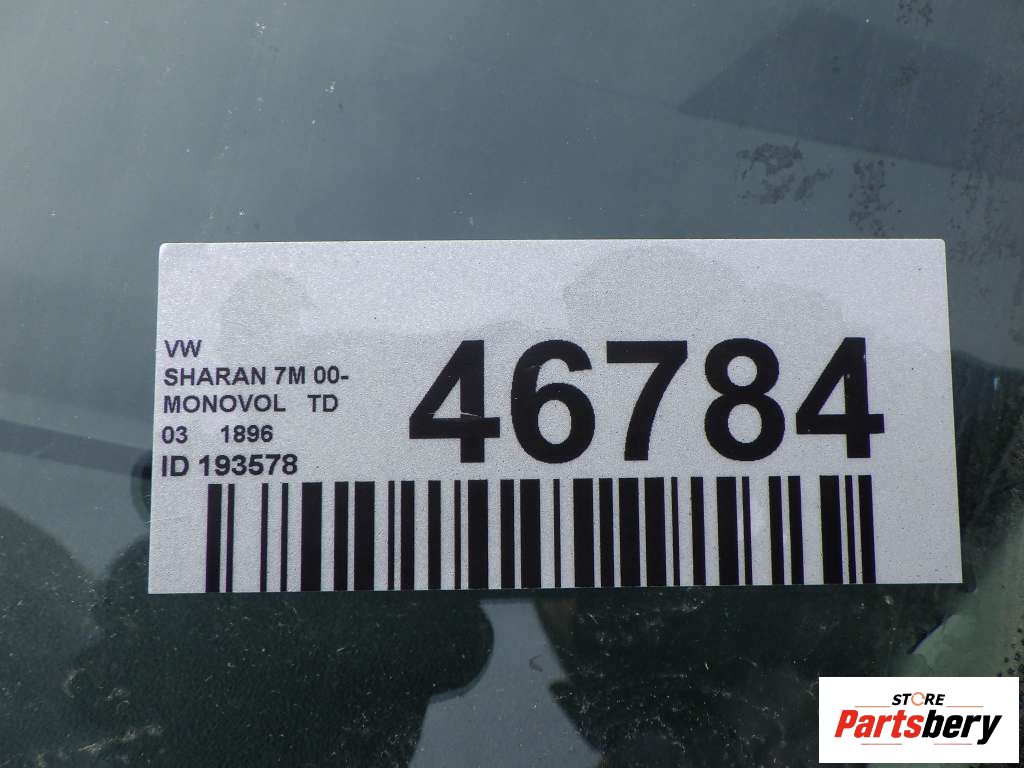 VW
SHARAN 7M 00-
MONOVOL TD
03 1896
ID 193578
46784
STORE
Partsbery